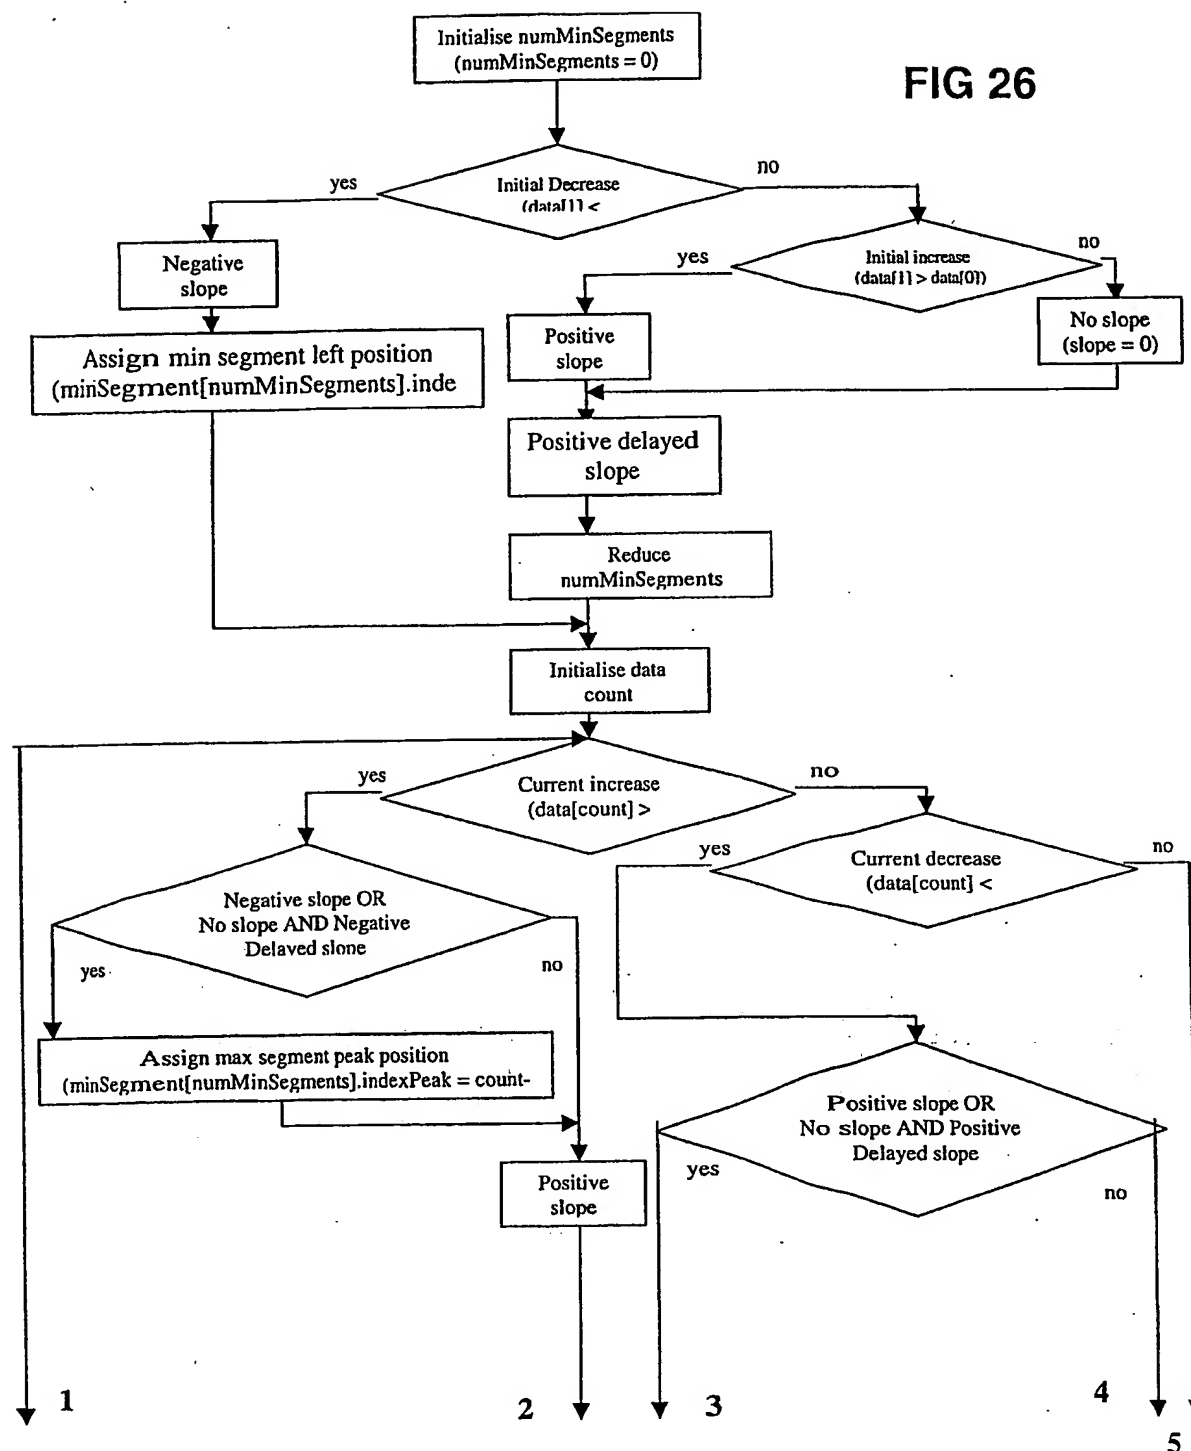 Initialise numMinSegments
(numMinSegments = 0)
FIG 26
Initial Decrease
(data[1] <
yes
no
Negative
slope
Initial increase
(data[1] > data[0])
yes
no
Assign min segment left position
(minSegment[numMinSegments].inde
Positive
slope
No slope
(slope = 0)
Positive delayed
slope
Reduce
numMinSegments
Initialise data
count
Current increase
(data[count] >
yes
no
Current decrease
(data[count] <
yes
no
Negative slope OR
No slope AND Negative
Delayed slope
yes
no
Assign max segment peak position
(minSegment[numMinSegments].indexPeak = count-
Positive slope OR
No slope AND Positive
Delayed slope
yes
no
Positive
slope
1
2
3
4
5